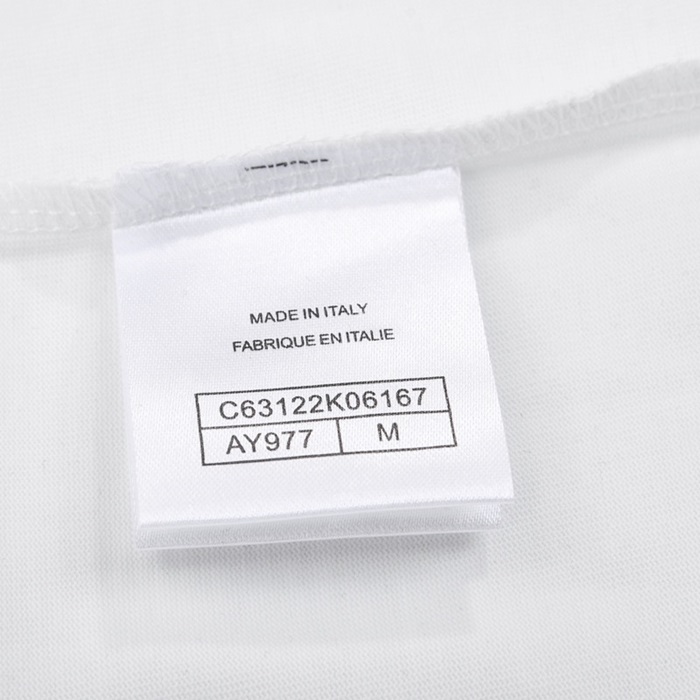 MADE IN ITALY
FABRIQUE EN ITALIE
C63122K06167
AY977 M